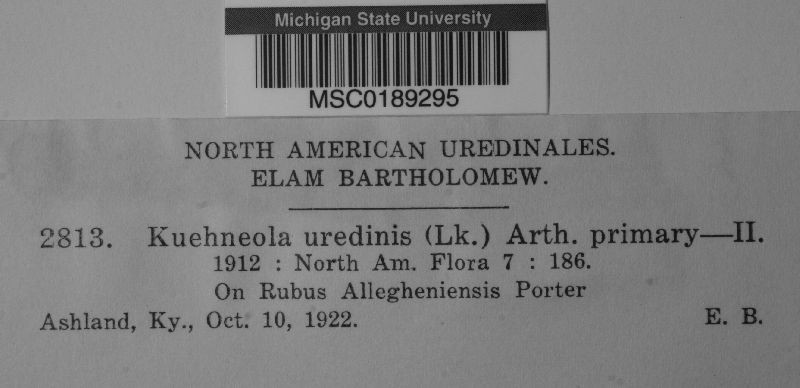 Michigan State University
MSC0189295
NORTH AMERICAN UREDINALES.
ELAM BARTHOLOMEW.
2813. Kuehneola uredinis (Lk.) Arth. primary—II.
1912 : North Am. Flora 7 : 186.
On Rubus Allegheniensis Porter
Ashland, Ky., Oct. 10, 1922. E. B.